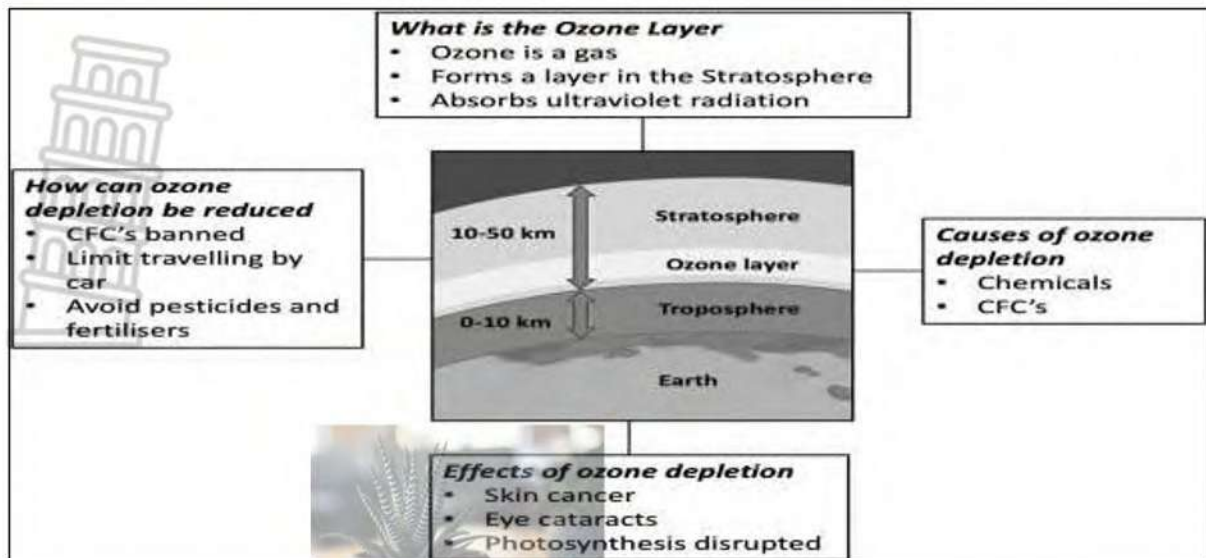 What is the Ozone Layer
• Ozone is a gas
• Forms a layer in the Stratosphere
• Absorbs ultraviolet radiation
How can ozone
depletion be reduced
• CFC's banned
• Limit travelling by
car
• Avoid pesticides and
fertilisers
10-50 km
Stratosphere
Ozone layer
0-10 km
Troposphere
Earth
Causes of ozone
depletion
• Chemicals
• CFC's
Effects of ozone depletion
• Skin cancer
• Eye cataracts
• Photosynthesis disrupted